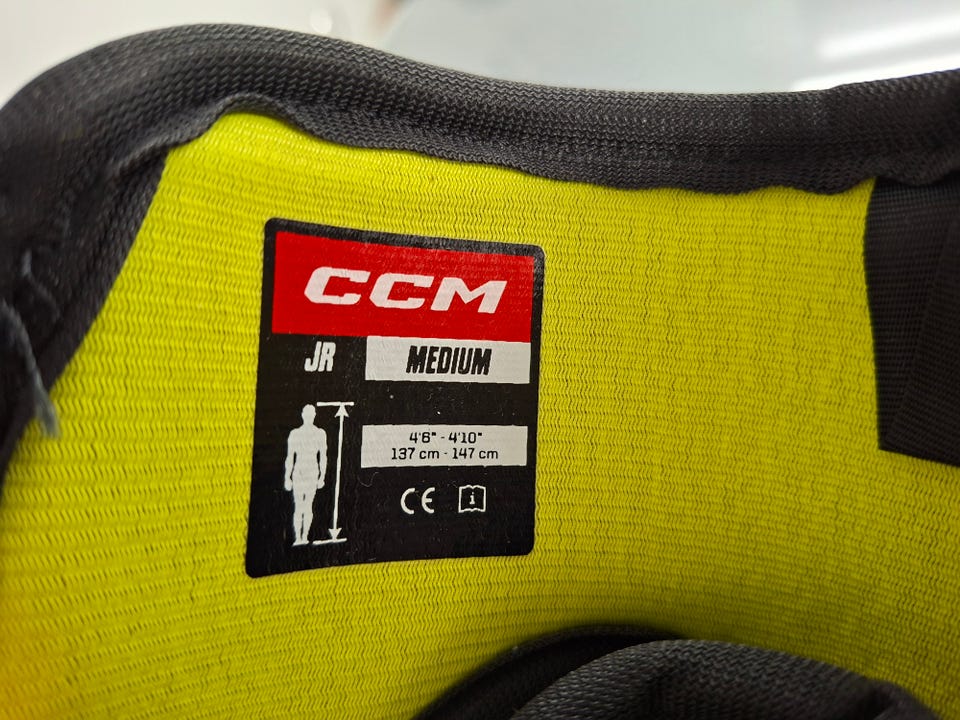 CCM
JR MEDIUM
4'6" - 4'10"
137 cm - 147 cm
CE i